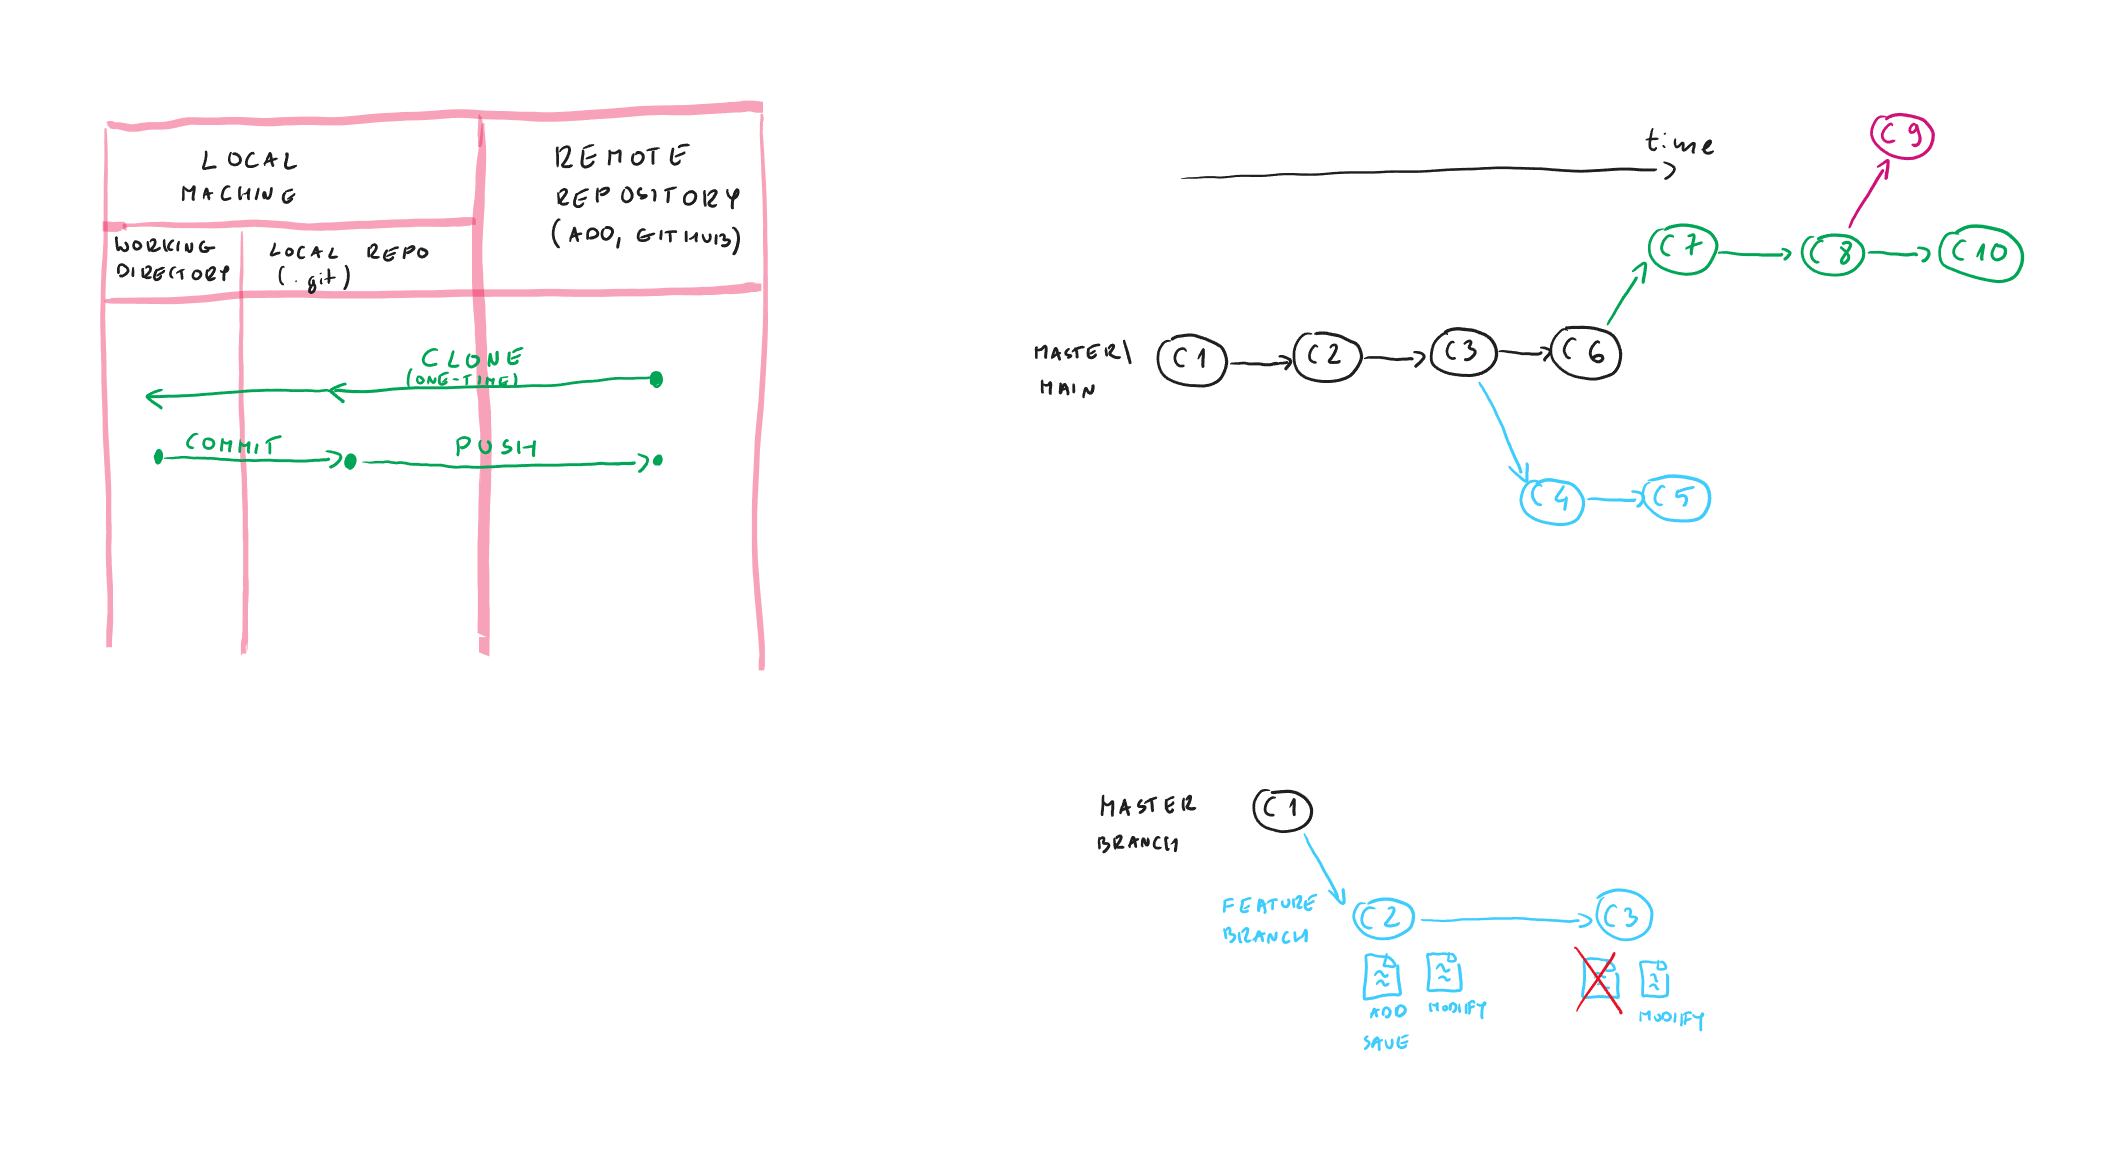 LOCAL
MACHINE
REMOTE
REPOSITORY
(ADO, GITHUB)
WORKING
DIRECTORY
LOCAL REPO
(.git)
CLONE
(ONE-TIME)
COMMIT
PUSH
time
C9
C7
C8
C10
MASTER\
MAIN
C1
C2
C3
C6
C4
C5
MASTER
BRANCH
C1
FEATURE
BRANCH
C2
C3
ADD
SAVE
MODIFY
MODIFY